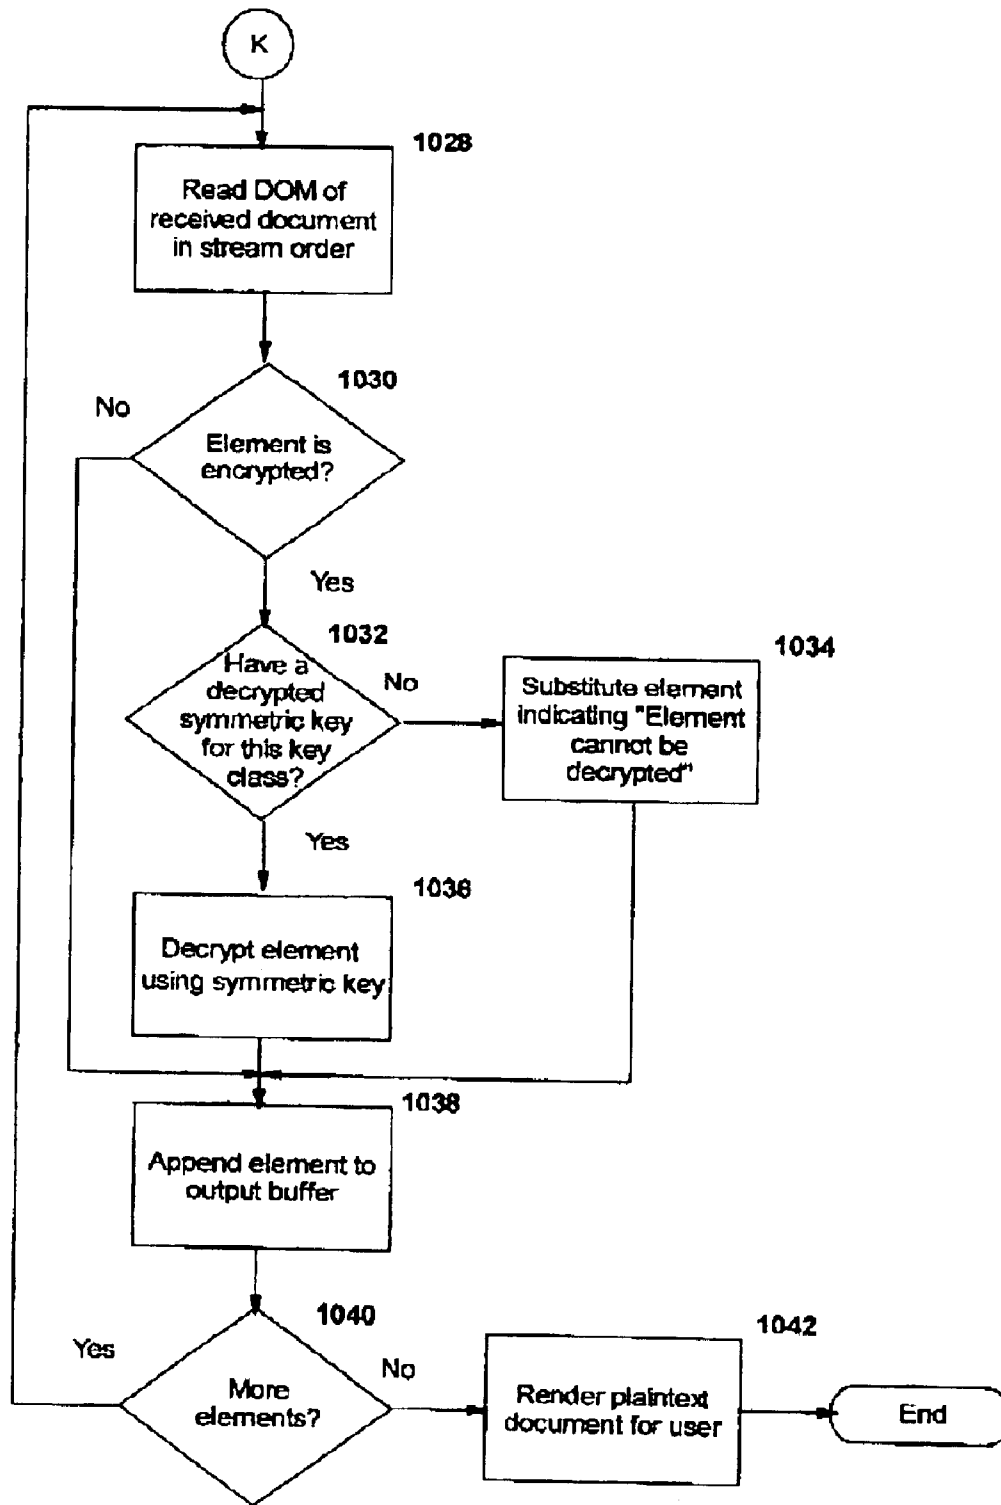 K
1028
Read DOM of
received document
in stream order
1030
No
Element is
encrypted?
Yes
1032
Have a
decrypted
symmetric key
for this key
class?
No
1034
Substitute element
indicating "Element
cannot be
decrypted"
Yes
1036
Decrypt element
using symmetric key
1038
Append element to
output buffer
1040
Yes
More
elements?
No
1042
Render plaintext
document for user
End